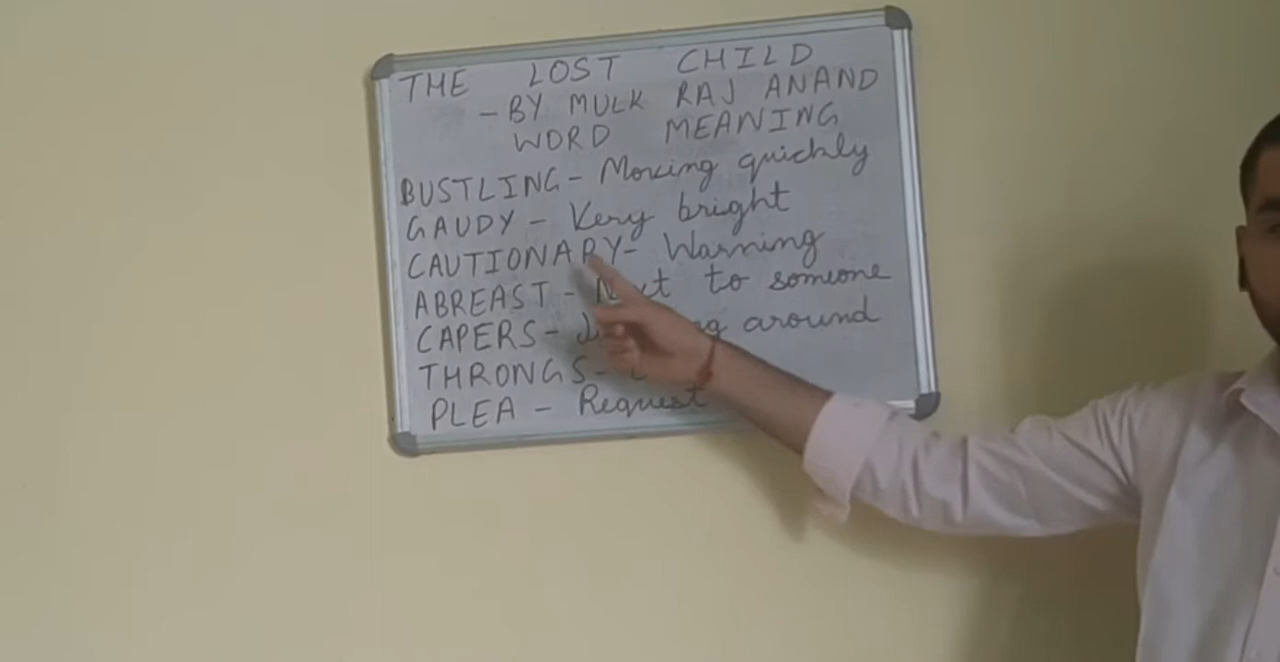 THE LOST CHILD
- BY MULK RAJ ANAND
WORD MEANING
BUSTLING - Moving quickly
GAUDY - Very bright
CAUTIONARY - Warning
ABREAST - to someone
CAPERS - around
THRONGS -
PLEA - Request